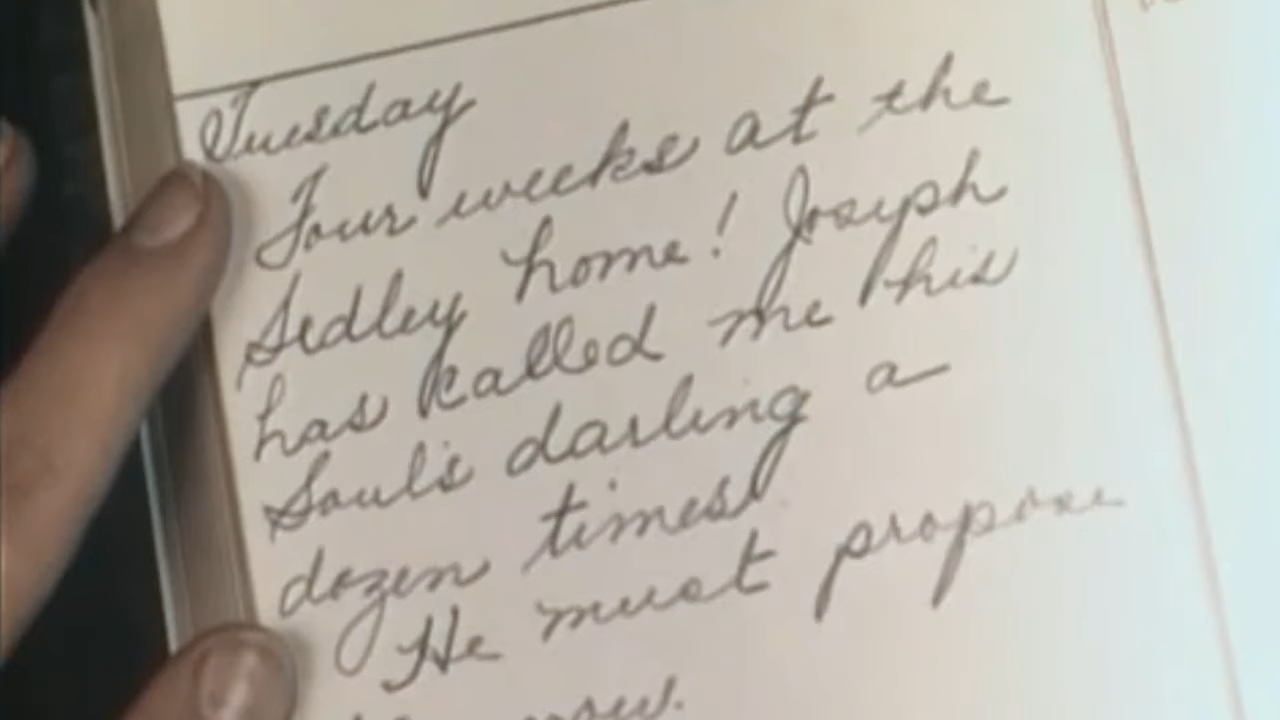 Tuesday
Four weeks at the
Sedley home! Joseph
has called me his
Soul's darling a
dozen times.
He must propose